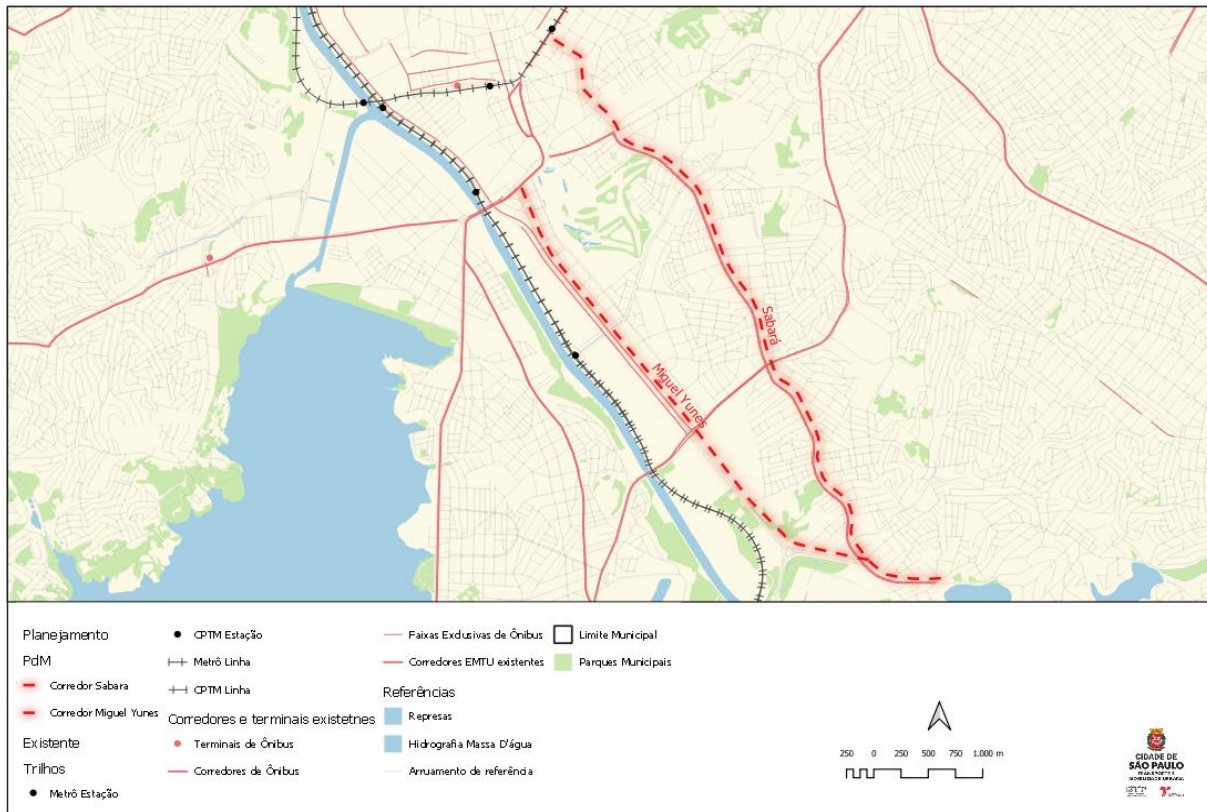 Sabará
Miguel Yunes
Planejamento
PdM
Corredor Sabara
Corredor Miguel Yunes
Existente
Trilhos
Metrô Estação
CPTM Estação
Metrô Linha
CPTM Linha
Corredores e terminais existetnes
Terminais de Ônibus
Corredores de Ônibus
Faixas Exclusivas de Ônibus
Corredores EMTU existentes
Referências
Represas
Hidrografia Massa D'água
Arruamento de referência
Limite Municipal
Parques Municipais
250 0 250 500 750 1.000 m
CIDADE DE
SÃO PAULO
TRANSPORTE E
MOBILIDADE URBANA